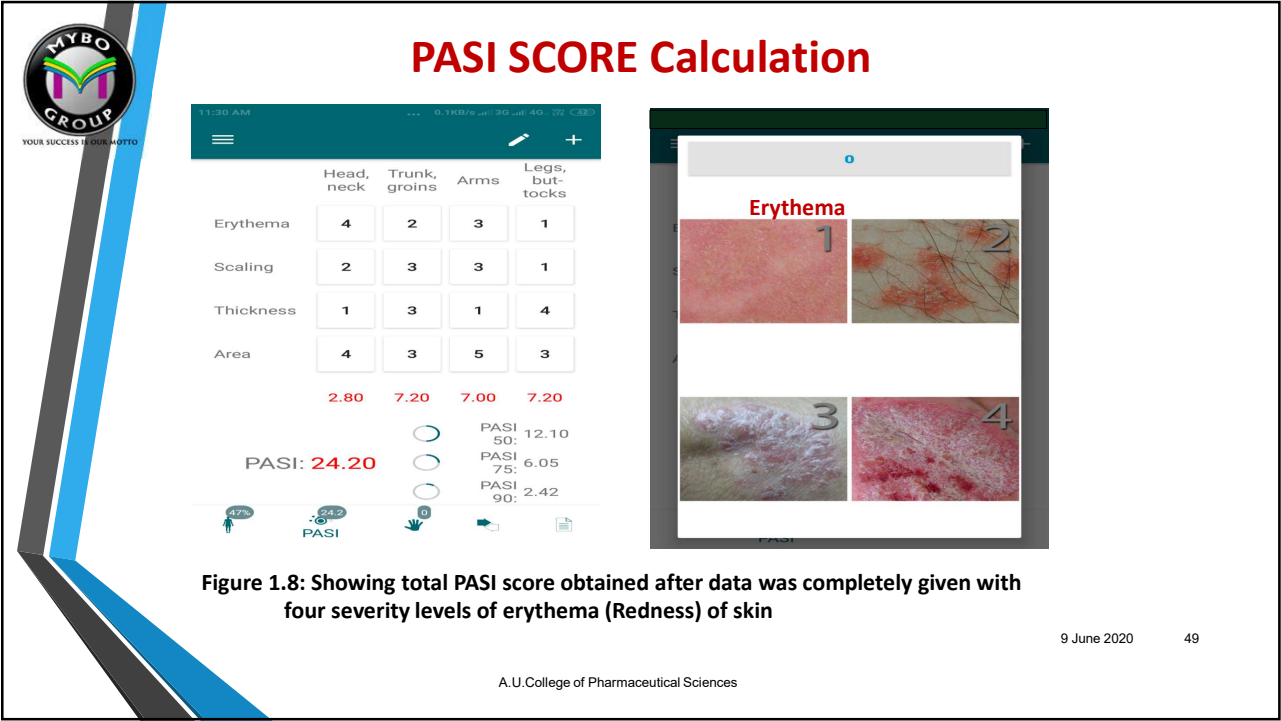 MYBO
GROUP
YOUR SUCCESS IS OUR MOTTO
PASI SCORE Calculation
11:30 AM ... 0.1KB/s 3G 4G 42
Head, neck Trunk, groins Arms Legs, but-tocks
Erythema 4 2 3 1
Scaling 2 3 3 1
Thickness 1 3 1 4
Area 4 3 5 3
2.80 7.20 7.00 7.20
PASI 50: 12.10
PASI: 24.20 PASI 75: 6.05
PASI 90: 2.42
47% 24.2 0
PASI
0
Erythema
1 2
3 4
PASI
Figure 1.8: Showing total PASI score obtained after data was completely given with
four severity levels of erythema (Redness) of skin
9 June 2020 49
A.U.College of Pharmaceutical Sciences